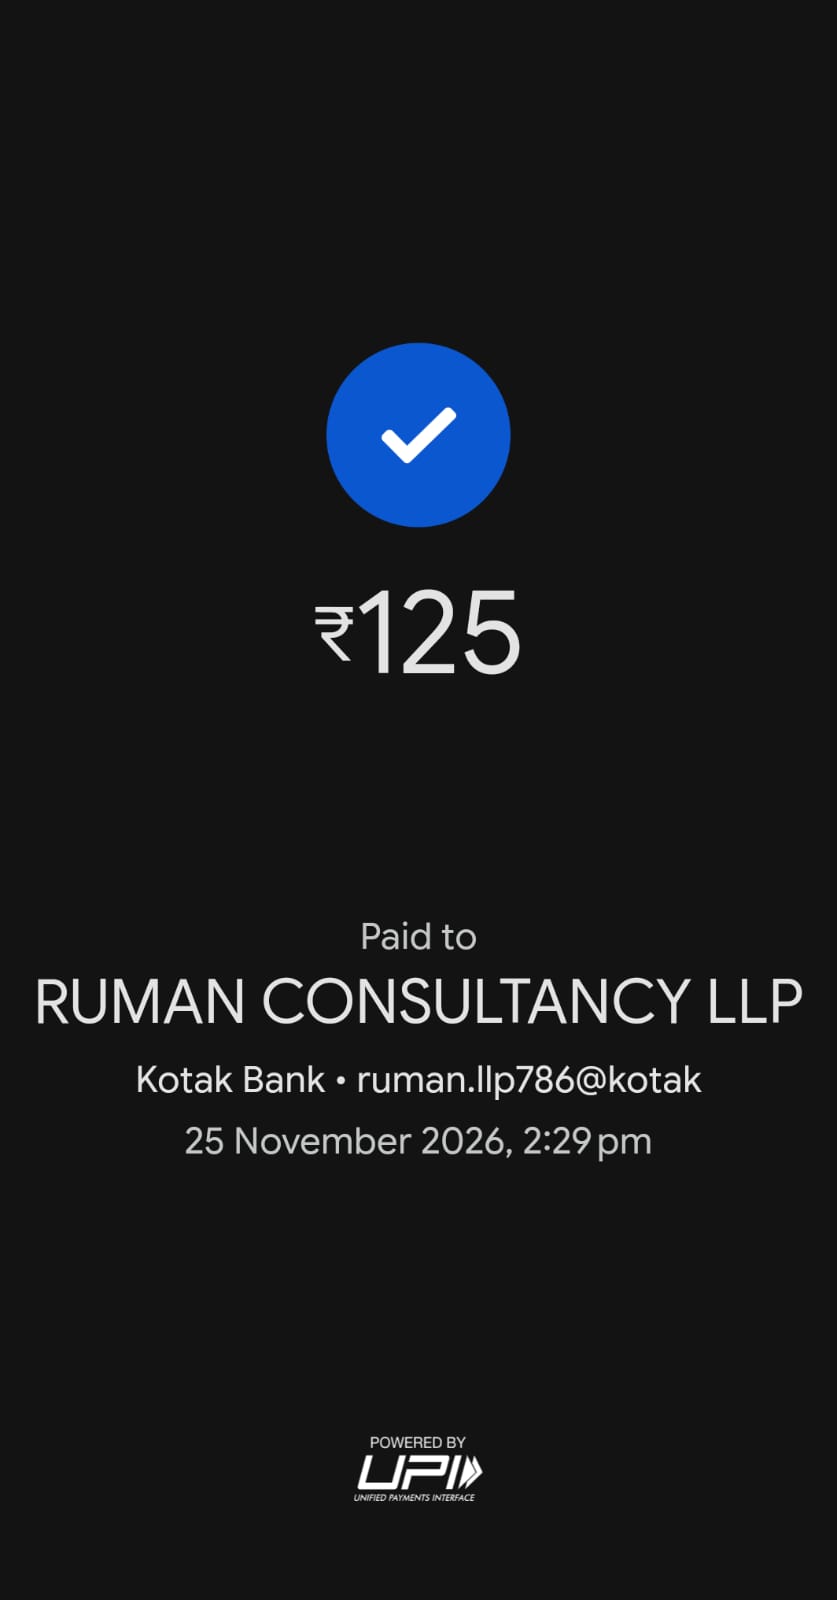 ₹125
Paid to
RUMAN CONSULTANCY LLP
Kotak Bank • ruman.llp786@kotak
25 November 2026, 2:29 pm
POWERED BY
UPI
UNIFIED PAYMENTS INTERFACE